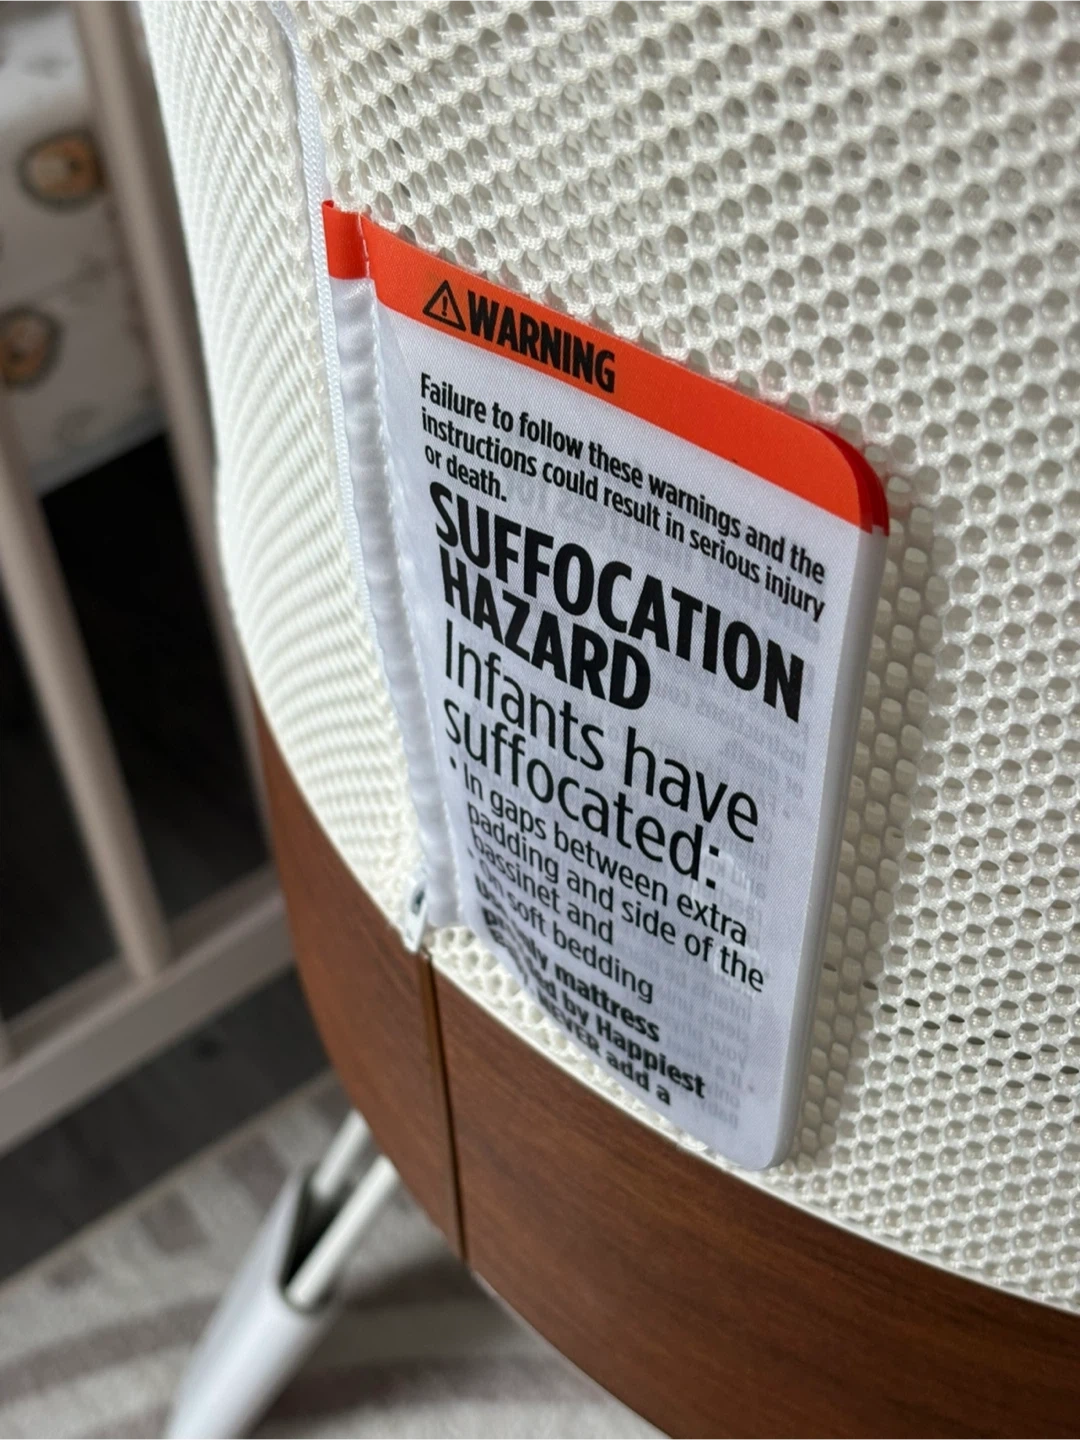 ⚠WARNING
Failure to follow these warnings and the
instructions could result in serious injury
or death.
SUFFOCATION
HAZARD
Infants have
suffocated:
• In gaps between extra
padding and side of the
bassinet and
• On soft bedding
mattress
by Happiest
NEVER add a